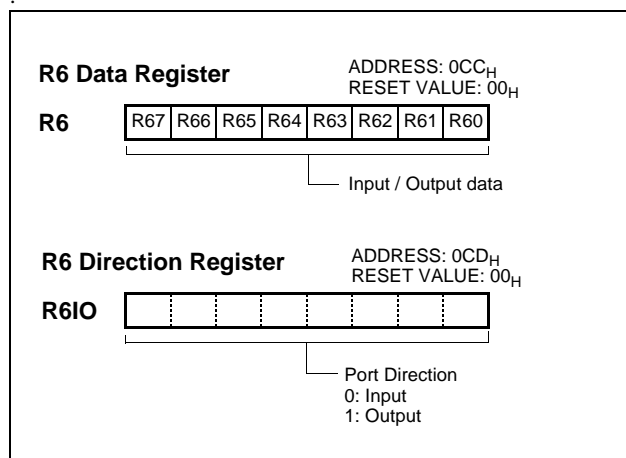 .
R6 Data Register
ADDRESS: 0CCH
RESET VALUE: 00H
R6
R67 R66 R65 R64 R63 R62 R61 R60
Input / Output data
R6 Direction Register
ADDRESS: 0CDH
RESET VALUE: 00H
R6IO
Port Direction
0: Input
1: Output